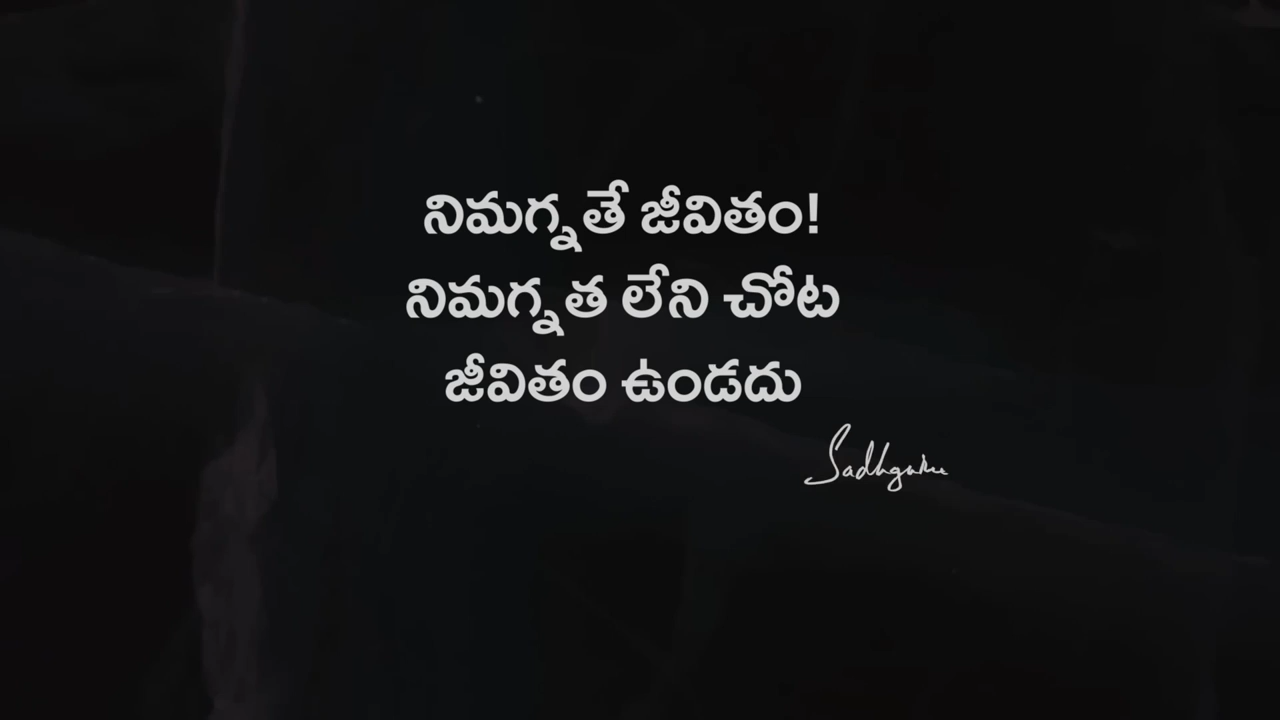 నిమగ్నతే జీవితం!
నిమగ్నత లేని చోట
జీవితం ఉండదు
Sadhguru